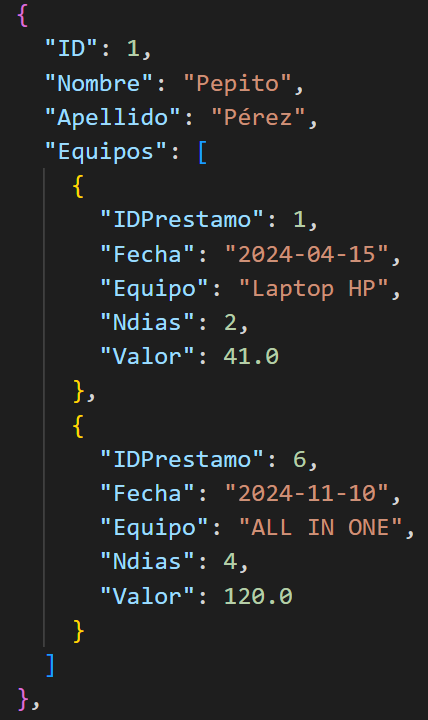 {
"ID": 1,
"Nombre": "Pepito",
"Apellido": "Pérez",
"Equipos": [
{
"IDPrestamo": 1,
"Fecha": "2024-04-15",
"Equipo": "Laptop HP",
"Ndias": 2,
"Valor": 41.0
},
{
"IDPrestamo": 6,
"Fecha": "2024-11-10",
"Equipo": "ALL IN ONE",
"Ndias": 4,
"Valor": 120.0
}
]
},